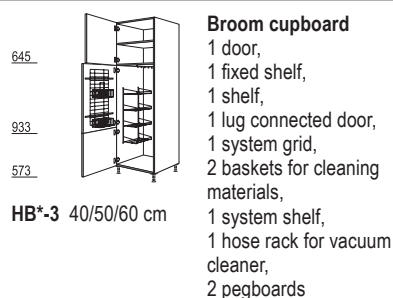 645
933
573
HB*-3 40/50/60 cm
Broom cupboard
1 door,
1 fixed shelf,
1 shelf,
1 lug connected door,
1 system grid,
2 baskets for cleaning
materials,
1 system shelf,
1 hose rack for vacuum
cleaner,
2 pegboards